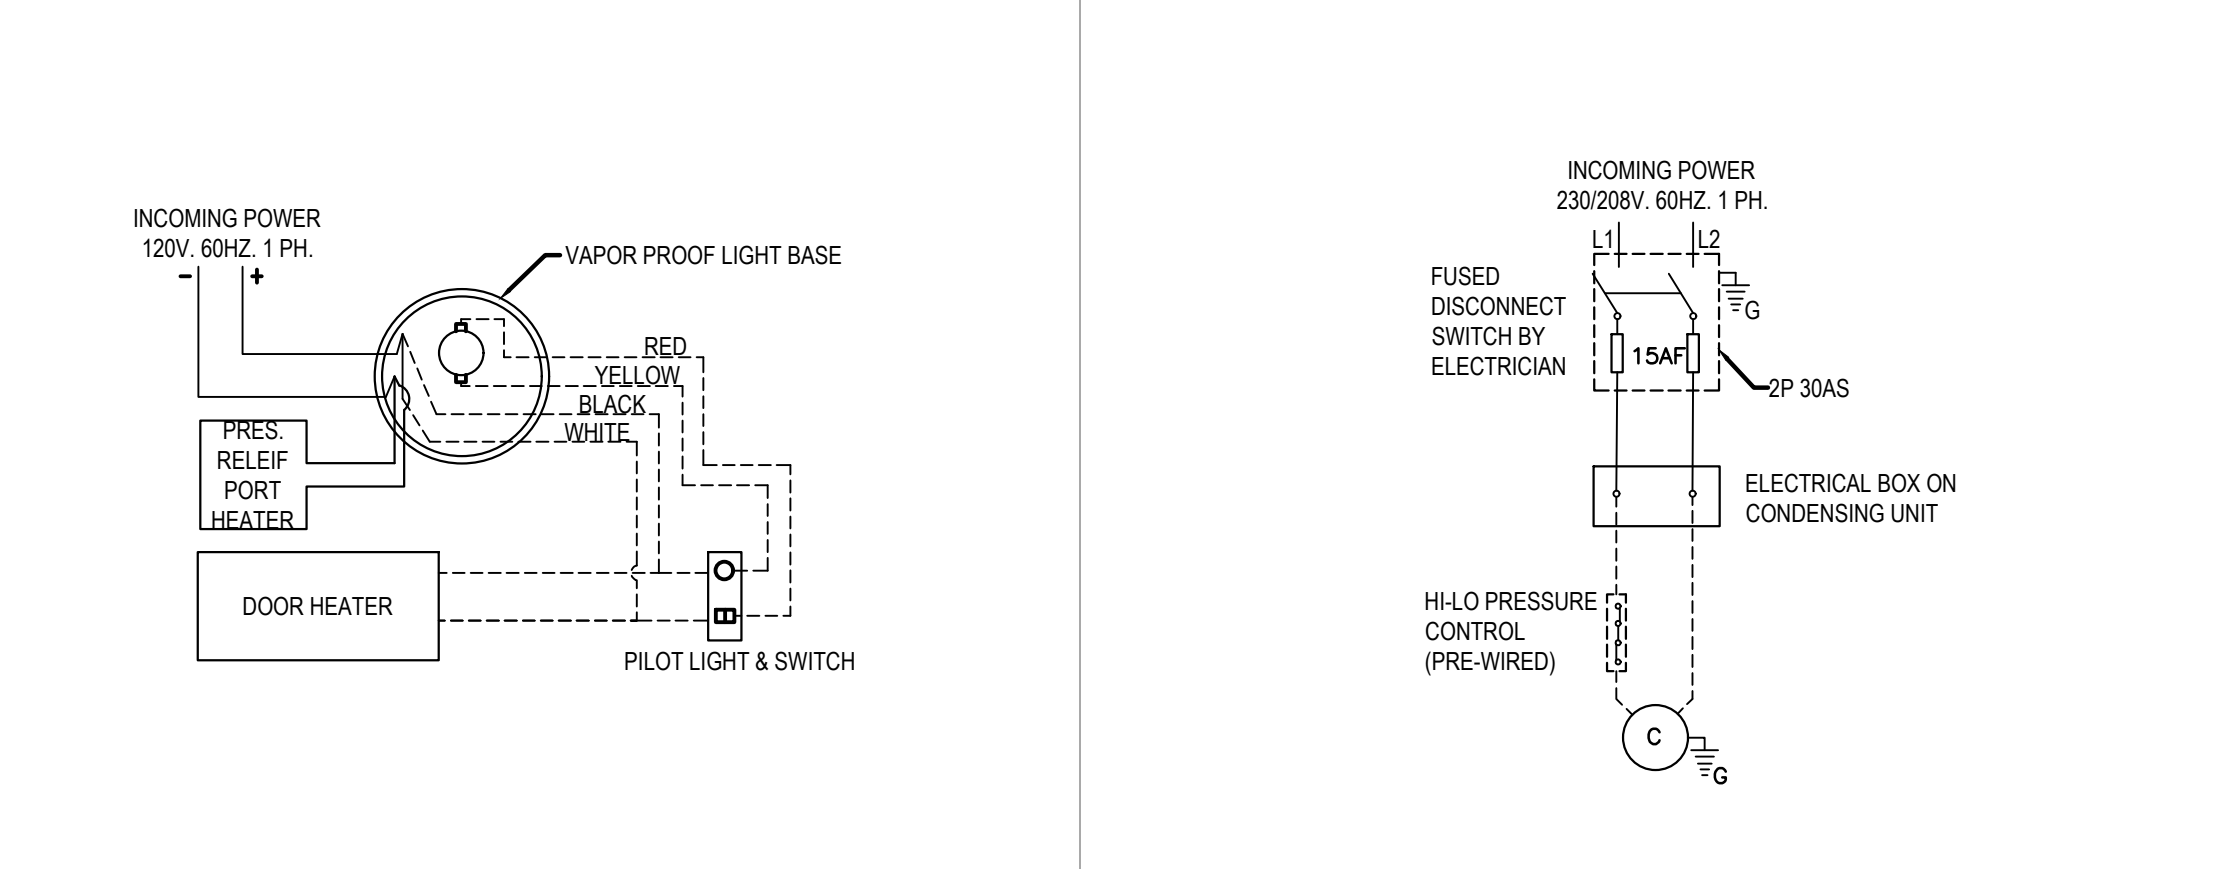 INCOMING POWER
120V. 60HZ. 1 PH.
- +
VAPOR PROOF LIGHT BASE
RED
YELLOW
BLACK
WHITE
PRES.
RELEIF
PORT
HEATER
DOOR HEATER
PILOT LIGHT & SWITCH
INCOMING POWER
230/208V. 60HZ. 1 PH.
L1 L2
FUSED
DISCONNECT
SWITCH BY
ELECTRICIAN
G
15AF
2P 30AS
ELECTRICAL BOX ON
CONDENSING UNIT
HI-LO PRESSURE
CONTROL
(PRE-WIRED)
C
G